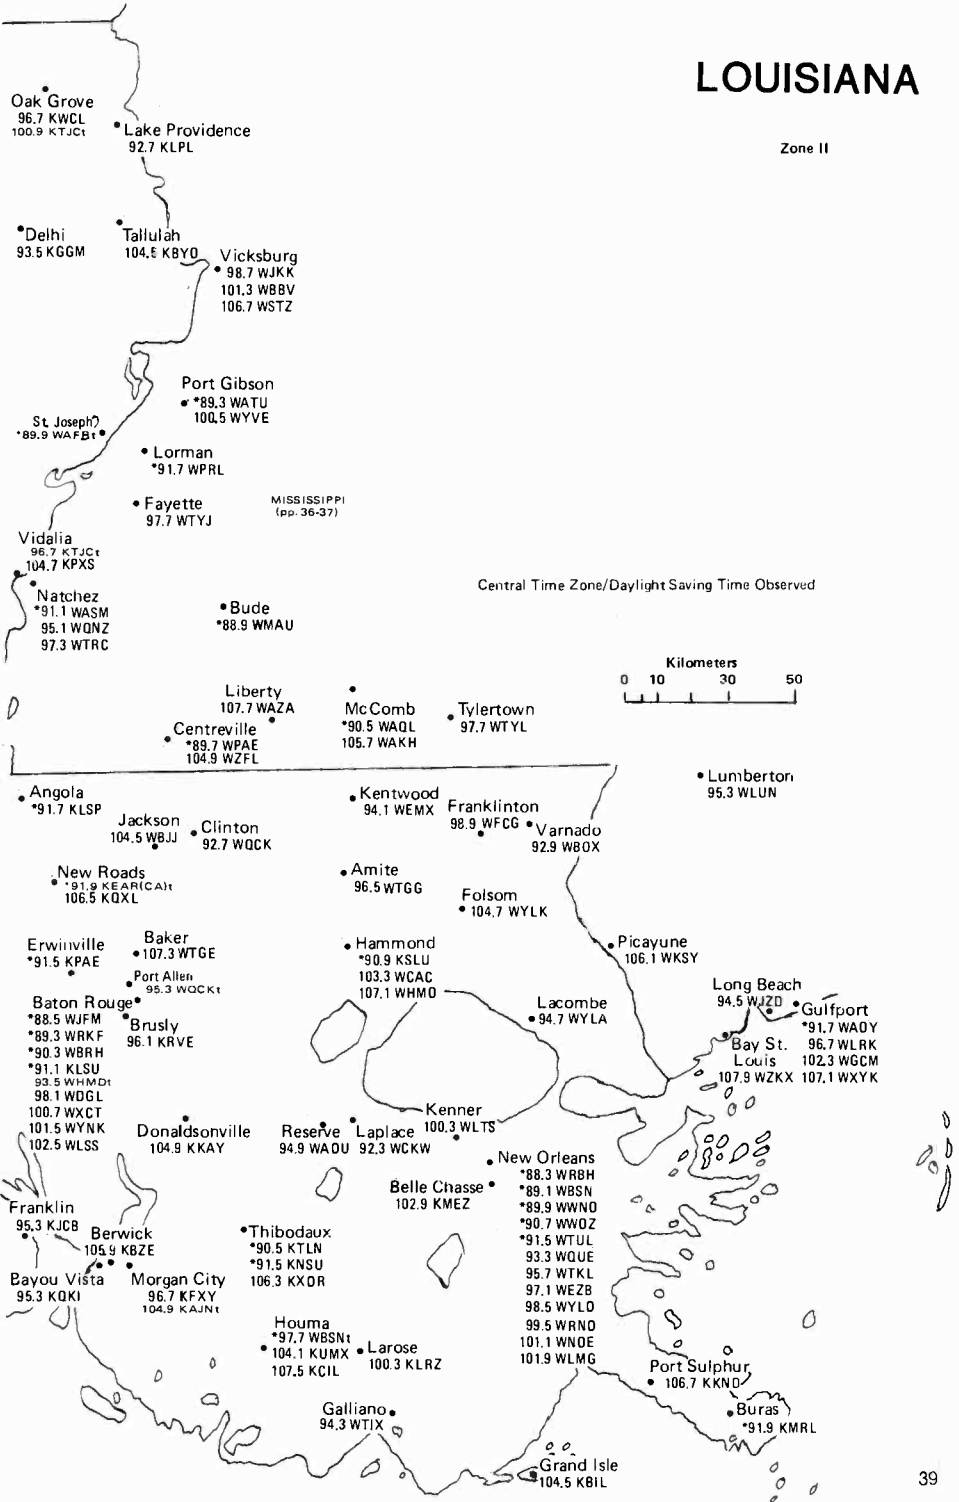 LOUISIANA
Zone II
Oak Grove
96.7 KWCL
100.9 KTJCt
Lake Providence
92.7 KLPL
Delhi
93.5 KGGM
Tallulah
104.5 KBYO
Vicksburg
98.7 WJKK
101.3 WBBV
106.7 WSTZ
Port Gibson
*89.3 WATU
100.5 WYVE
St. Joseph
*89.9 WAFBt
Lorman
*91.7 WPRL
Fayette
97.7 WTYJ
MISSISSIPPI
(pp. 36-37)
Vidalia
96.7 KTJCt
104.7 KPXS
Natchez
*91.1 WASM
95.1 WQNZ
97.3 WTRC
Central Time Zone/Daylight Saving Time Observed
Bude
*88.9 WMAU
Kilometers
0 10 30 50
Liberty
107.7 WAZA
McComb
*90.5 WAQL
105.7 WAKH
Tylertown
97.7 WTYL
Centreville
*89.7 WPAE
104.9 WZFL
Lumberton
95.3 WLUN
Angola
*91.7 KLSP
Jackson
104.5 WBJJ
Clinton
92.7 WQCK
Kentwood
94.1 WEMX
Franklinton
98.9 WFCG
Varnado
92.9 WBOX
New Roads
*91.9 KEAR(CA)t
106.5 KQXL
Amite
96.5 WTGG
Folsom
104.7 WYLK
Erwinville
*91.5 KPAE
Baker
107.3 WTGE
Port Allen
95.3 WQCKt
Hammond
*90.9 KSLU
103.3 WCAC
107.1 WHMD
Picayune
106.1 WKSY
Baton Rouge
*88.5 WJFM
*89.3 WRKF
*90.3 WBRH
*91.1 KLSU
93.5 WHMDt
98.1 WDGL
100.7 WXCT
101.5 WYNK
102.5 WLSS
Brusly
96.1 KRVE
Lacombe
94.7 WYLA
Long Beach
94.5 WJZD
Gulfport
*91.7 WAOY
96.7 WLRK
102.3 WGCM
107.1 WXYK
Bay St.
Louis
107.9 WZKX
Donaldsonville
104.9 KKAY
Reserve
94.9 WADU
Laplace
92.3 WCKW
Kenner
100.3 WLTS
Belle Chasse
102.9 KMEZ
New Orleans
*88.3 WRBH
*89.1 WBSN
*89.9 WWNO
*90.7 WWOZ
*91.5 WTUL
93.3 WQUE
95.7 WTKL
97.1 WEZB
98.5 WYLD
99.5 WRNO
101.1 WNOE
101.9 WLMG
Franklin
95.3 KJCB
Berwick
105.9 KBZE
Bayou Vista
95.3 KQKI
Morgan City
96.7 KFXY
104.9 KAJNt
Thibodaux
*90.5 KTLN
*91.5 KNSU
106.3 KXOR
Houma
*97.7 WBSNt
104.1 KUMX
107.5 KCIL
Larose
100.3 KLRZ
Port Sulphur
106.7 KKND
Galliano
94.3 WTIX
Buras
*91.9 KMRL
Grand Isle
104.5 KBIL
39